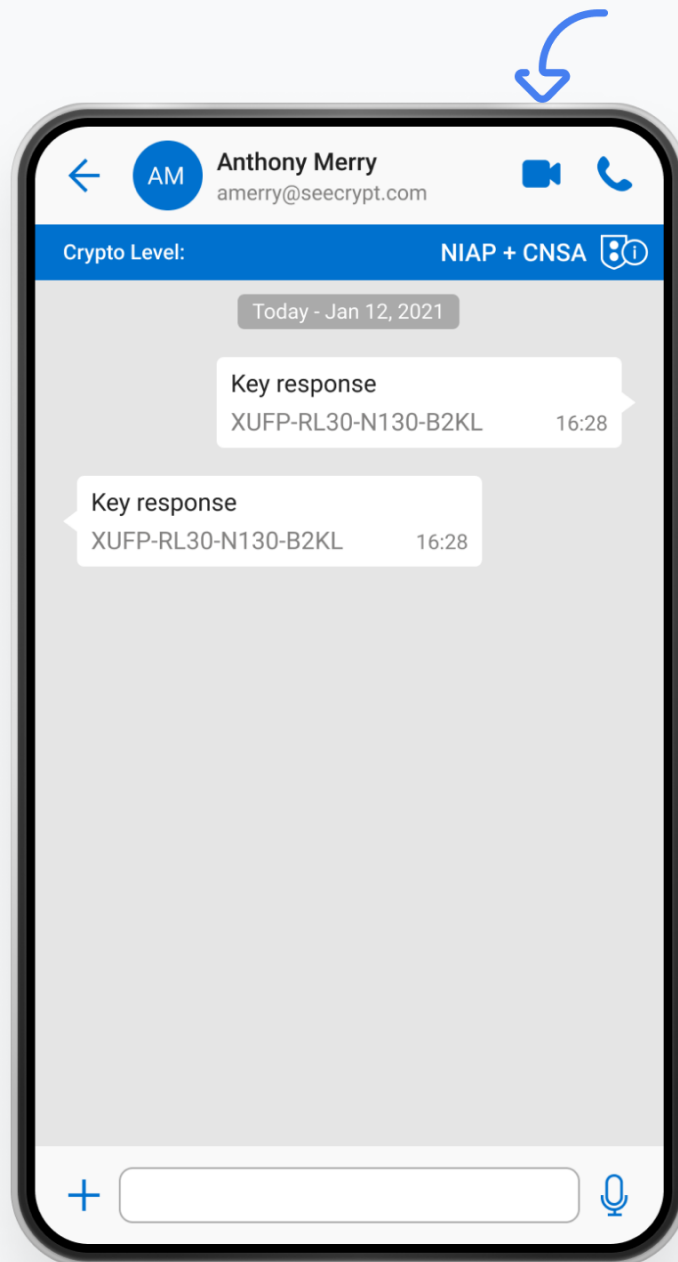 AM
Anthony Merry
amerry@seecrypt.com
Crypto Level: NIAP + CNSA
Today - Jan 12, 2021
Key response
XUFP-RL30-N130-B2KL 16:28
Key response
XUFP-RL30-N130-B2KL 16:28